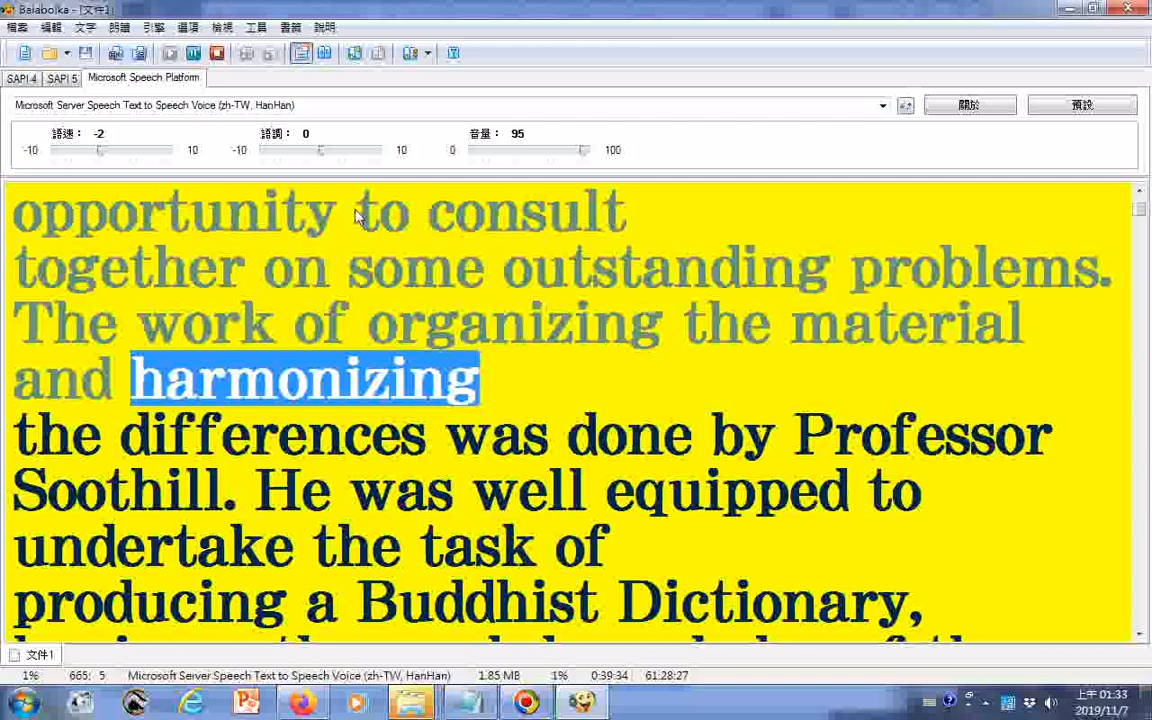 Balabolka - [文件1]
檔案 編輯 文字 朗讀 引擎 選項 檢視 工具 書籤 說明
SAPI 4 SAPI 5 Microsoft Speech Platform
Microsoft Server Speech Text to Speech Voice (zh-TW, HanHan) 關於 預設
語速： -2 語調： 0 音量： 95
-10 10 -10 10 0 100
opportunity to consult
together on some outstanding problems.
The work of organizing the material
and harmonizing
the differences was done by Professor
Soothill. He was well equipped to
undertake the task of
producing a Buddhist Dictionary,
文件1
1% 665: 5 Microsoft Server Speech Text to Speech Voice (zh-TW, HanHan) 1.85 MB 1% 0:39:34 61:28:27
上午 01:33
2019/11/7